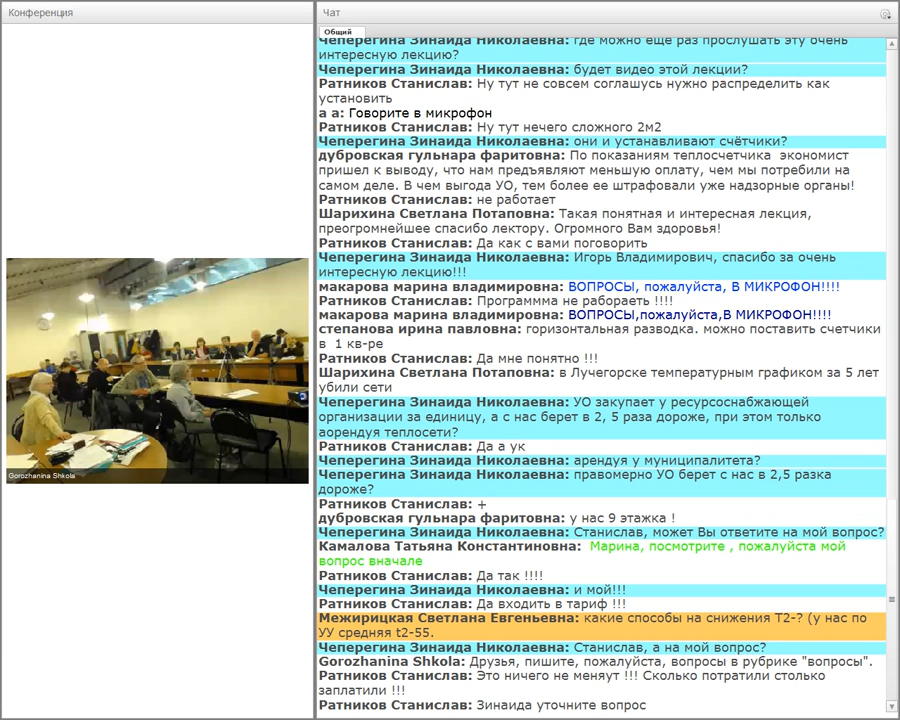 Конференция
Чат
Общий
Чеперегина Зинаида Николаевна: где можно еще раз прослушать эту очень
интересную лекцию?
Чеперегина Зинаида Николаевна: будет видео этой лекции?
Ратников Станислав: Ну тут не совсем соглашусь нужно распределить как
установить
а а: Говорите в микрофон
Ратников Станислав: Ну тут нечего сложного 2м2
Чеперегина Зинаида Николаевна: они и устанавливают счётчики?
дубровская гульнара фаритовна: По показаниям теплосчетчика экономист
пришел к выводу, что нам предъявляют меньшую оплату, чем мы потребили на
самом деле. В чем выгода УО, тем более ее штрафовали уже надзорные органы!
Ратников Станислав: не работает
Шарихина Светлана Потаповна: Такая понятная и интересная лекция,
преогромнейшее спасибо лектору. Огромного Вам здоровья!
Ратников Станислав: Да как с вами поговорить
Чеперегина Зинаида Николаевна: Игорь Владимирович, спасибо за очень
интересную лекцию!!!
макарова марина владимировна: ВОПРОСЫ, пожалуйста, В МИКРОФОН!!!!
Ратников Станислав: Программма не рабораеть !!!!
макарова марина владимировна: ВОПРОСЫ,пожалуйста,В МИКРОФОН!!!!
степанова ирина павловна: горизонтальная разводка. можно поставить счетчики
в 1 кв-ре
Ратников Станислав: Да мне понятно !!!
Шарихина Светлана Потаповна: в Лучегорске температурным графиком за 5 лет
убили сети
Чеперегина Зинаида Николаевна: УО закупает у ресурсоснабжающей
организации за единицу, а с нас берет в 2, 5 раза дороже, при этом только
аорендуя теплосети?
Ратников Станислав: Да а ук
Чеперегина Зинаида Николаевна: арендуя у муниципалитета?
Чеперегина Зинаида Николаевна: правомерно УО берет с нас в 2,5 разка
дороже?
Ратников Станислав: +
дубровская гульнара фаритовна: у нас 9 этажка !
Чеперегина Зинаида Николаевна: Станислав, может Вы ответите на мой вопрос?
Камалова Татьяна Константиновна: Марина, посмотрите , пожалуйста мой
вопрос вначале
Ратников Станислав: Да так !!!!
Чеперегина Зинаида Николаевна: и мой!!!
Ратников Станислав: Да входить в тариф !!!
Межирицкая Светлана Евгеньевна: какие способы на снижения Т2-? (у нас по
УУ средняя t2-55.
Чеперегина Зинаида Николаевна: Станислав, а на мой вопрос?
Gorozhanina Shkola: Друзья, пишите, пожалуйста, вопросы в рубрике "вопросы".
Ратников Станислав: Это ничего не меняут !!! Сколько потратили столько
заплатили !!!
Ратников Станислав: Зинаида уточните вопрос
Gorozhanina Shkola